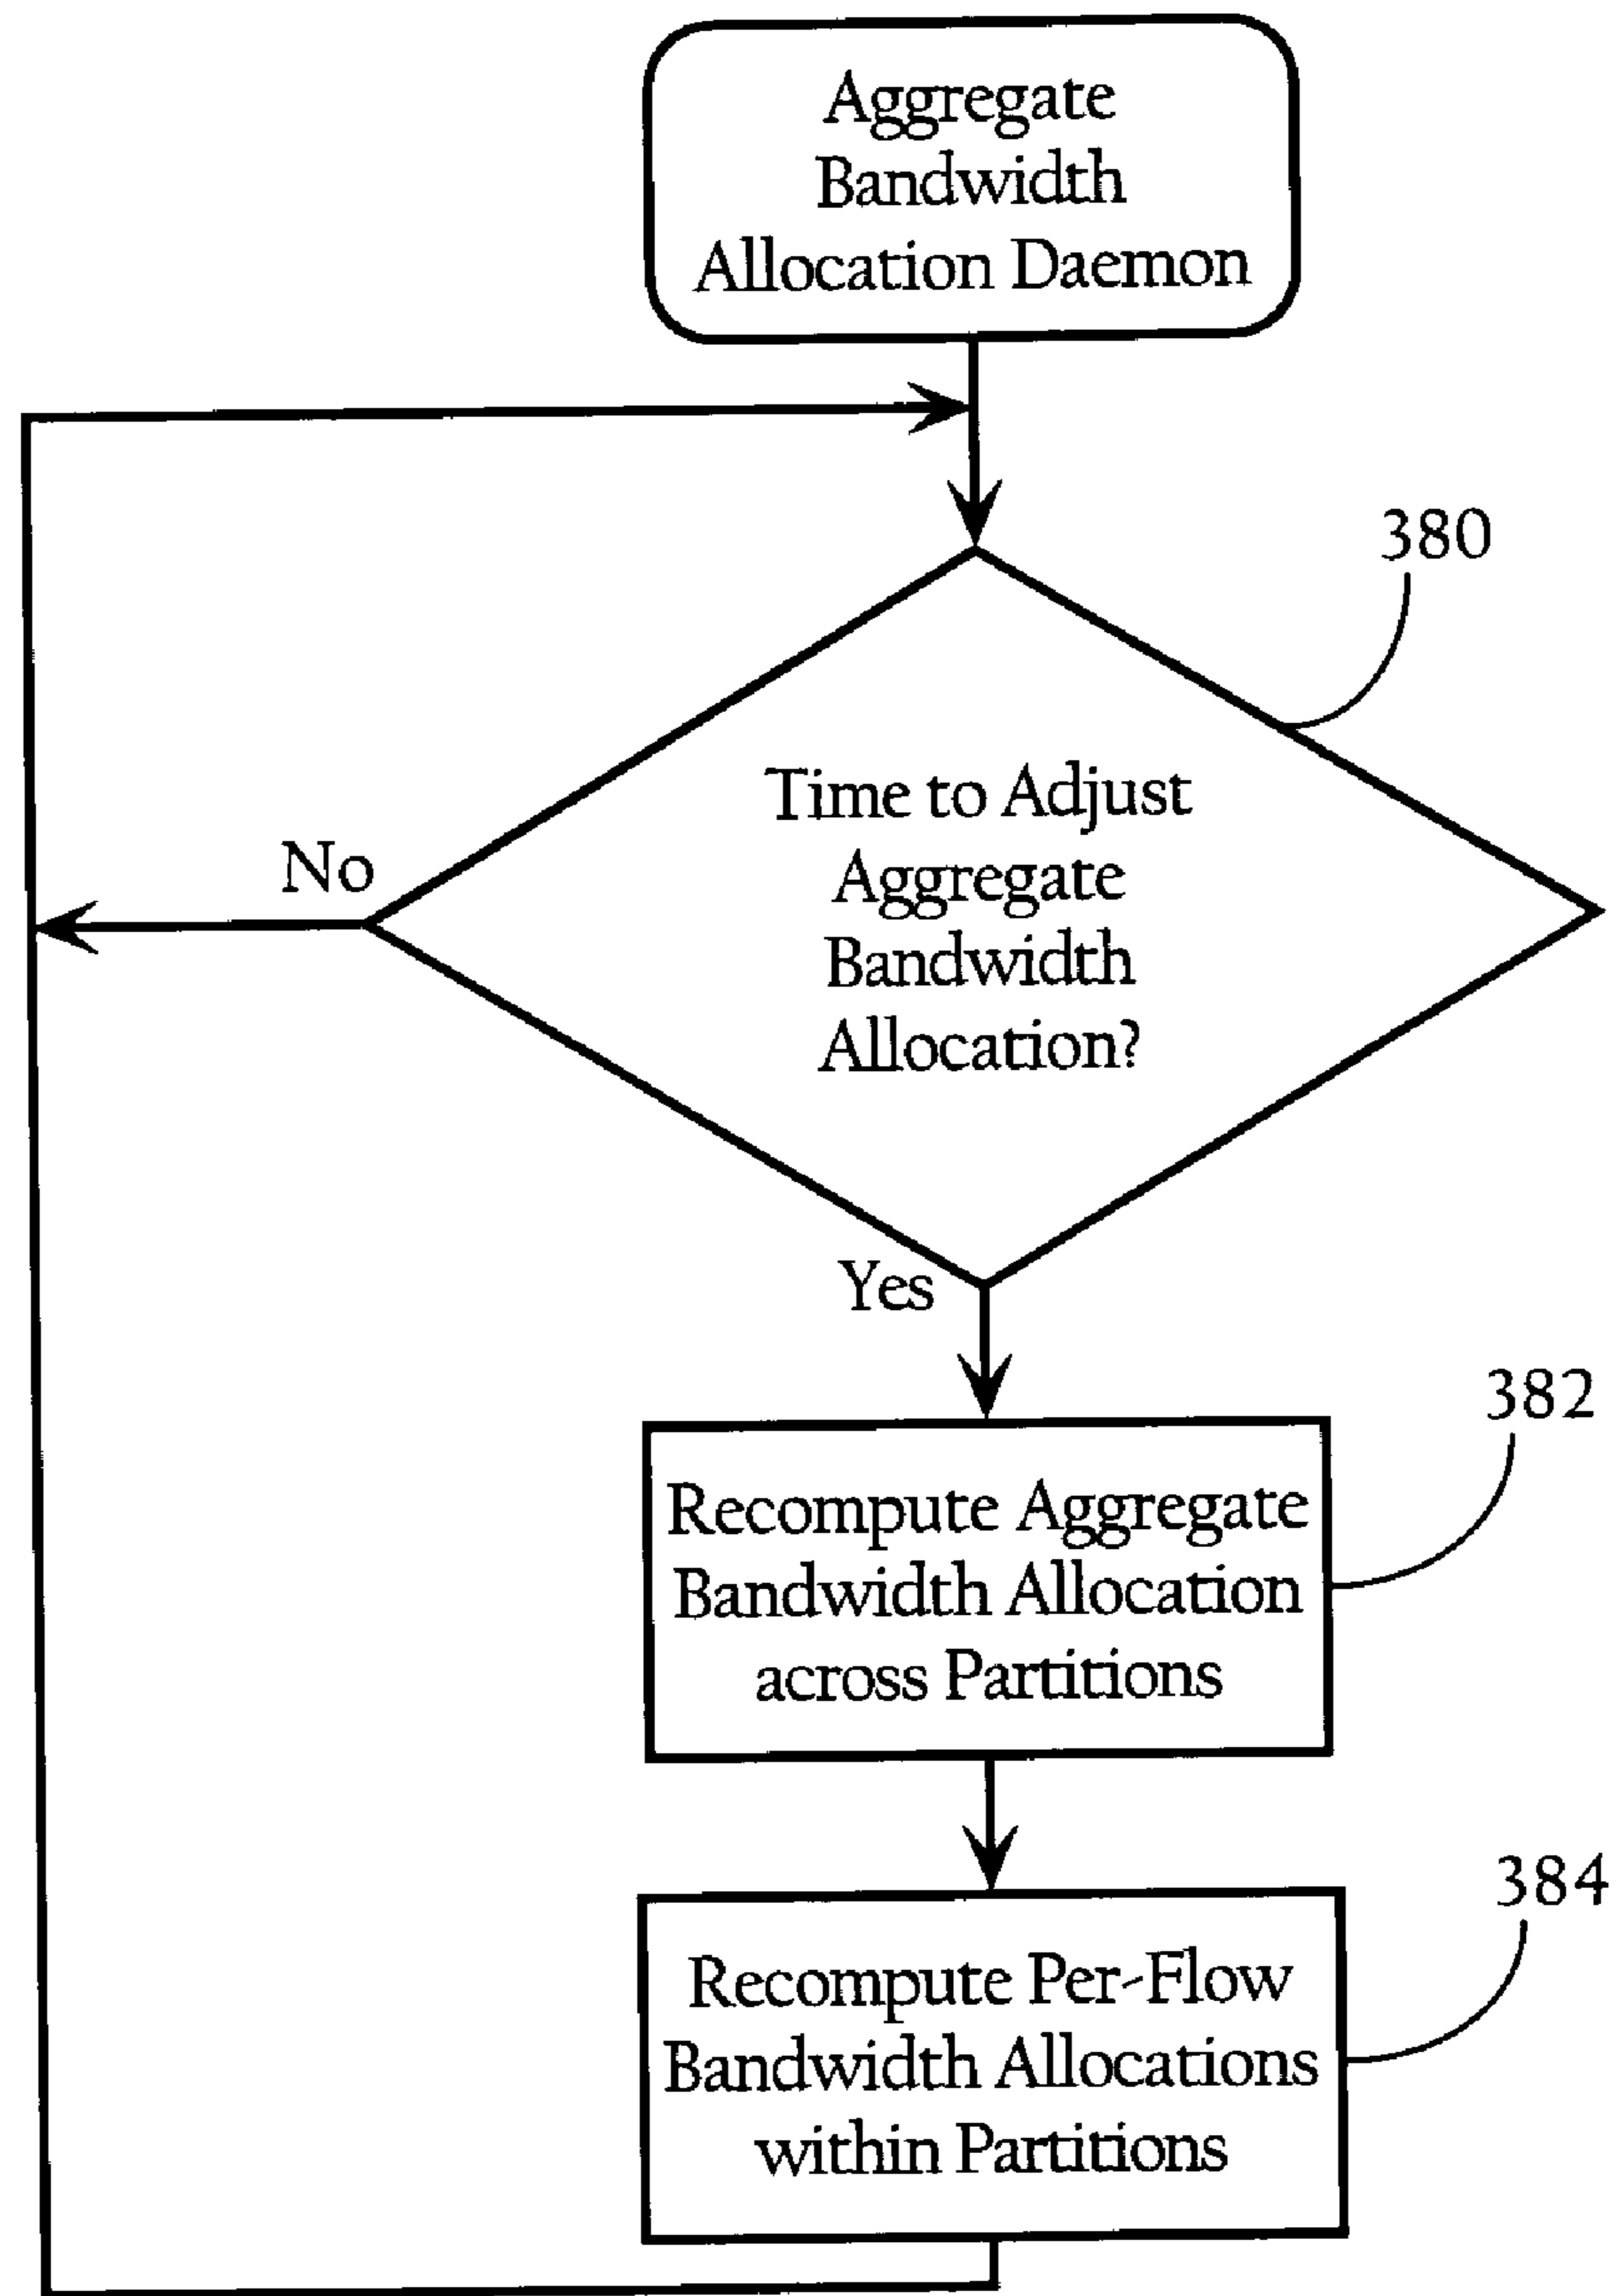 Aggregate
Bandwidth
Allocation Daemon
380
Time to Adjust
Aggregate
Bandwidth
Allocation?
No
Yes
382
Recompute Aggregate
Bandwidth Allocation
across Partitions
384
Recompute Per-Flow
Bandwidth Allocations
within Partitions